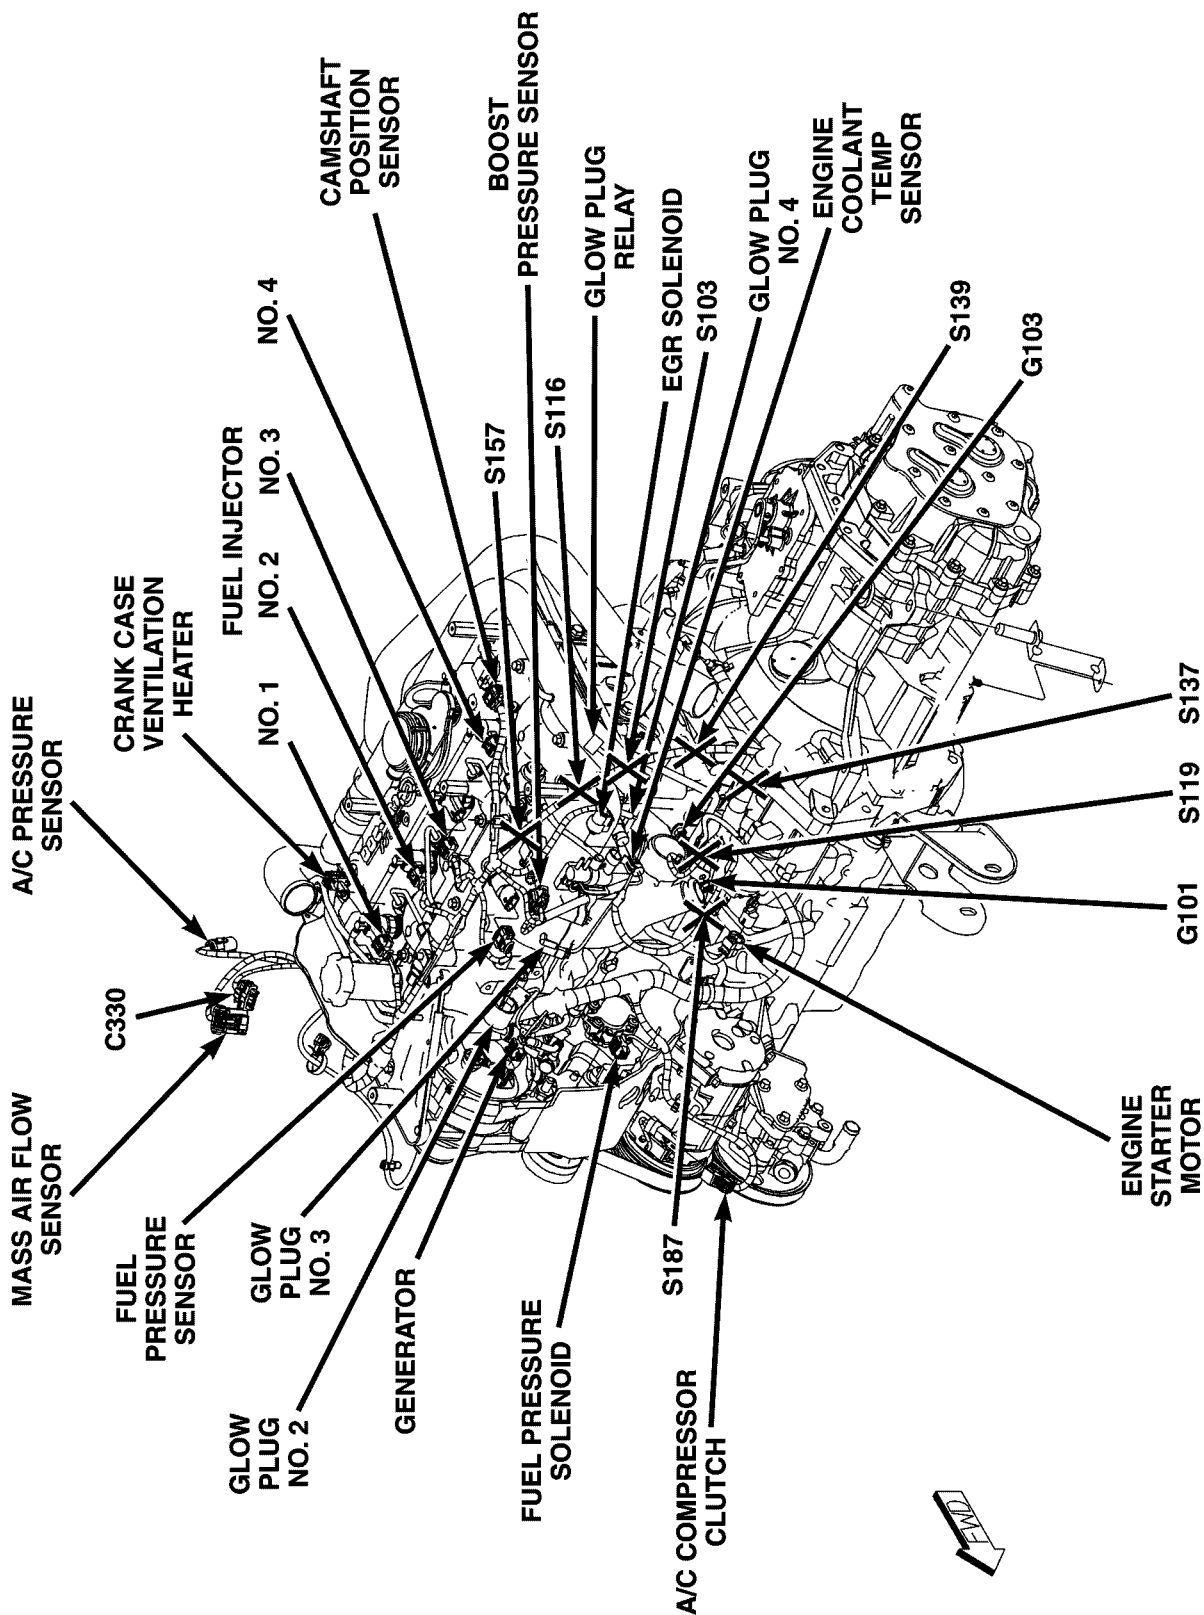 MASS AIR FLOW
SENSOR
C330
A/C PRESSURE
SENSOR
CRANK CASE
VENTILATION
HEATER
FUEL INJECTOR
NO. 1
NO. 2
NO. 3
NO. 4
CAMSHAFT
POSITION
SENSOR
FUEL
PRESSURE
SENSOR
GLOW
PLUG
NO. 3
GLOW
PLUG
NO. 2
GENERATOR
S157
BOOST
PRESSURE SENSOR
S116
GLOW PLUG
RELAY
EGR SOLENOID
S103
GLOW PLUG
NO. 4
ENGINE
COOLANT
TEMP
SENSOR
S139
G103
FUEL PRESSURE
SOLENOID
A/C COMPRESSOR
CLUTCH
S187
ENGINE
STARTER
MOTOR
G101
S119
S137
FWD